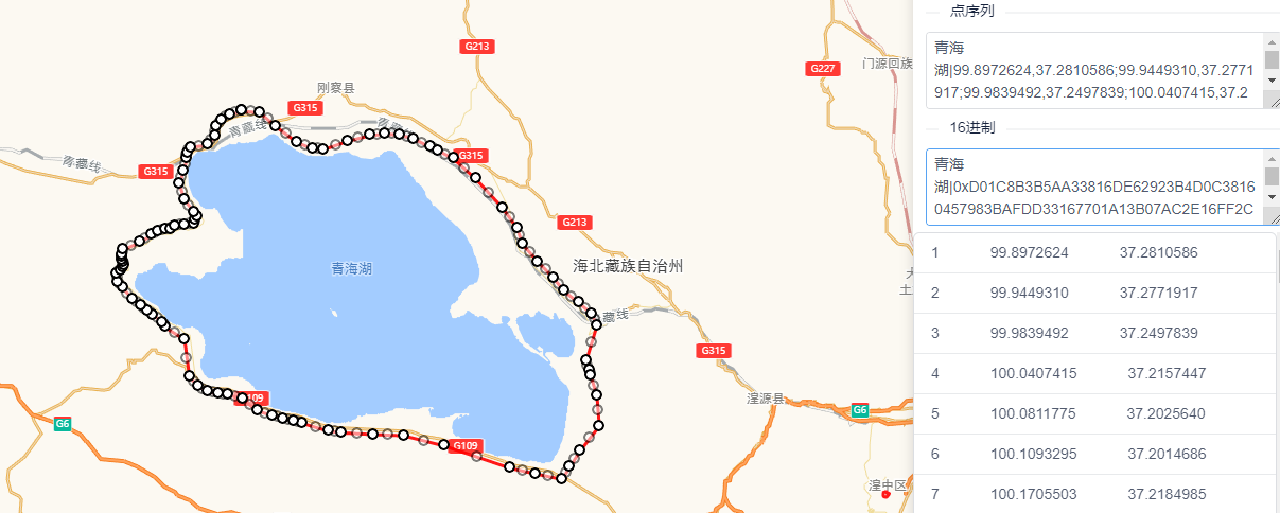 G213
G227
门源回族
刚察县
G315
青藏线
青藏线
G315
G315
G213
海北藏族自治州
青海湖
藏线
G315
湟源县
G6
G6
G109
湟中区
点序列
青海
湖|99.8972624,37.2810586;99.9449310,37.2771
917;99.9839492,37.2497839;100.0407415,37.2
16进制
青海
湖|0xD01C8B3B5AA33816DE62923B4D0C3816
0457983BAFDD33167701A13B07AC2E16FF2C
1 99.8972624 37.2810586
2 99.9449310 37.2771917
3 99.9839492 37.2497839
4 100.0407415 37.2157447
5 100.0811775 37.2025640
6 100.1093295 37.2014686
7 100.1705503 37.2184985